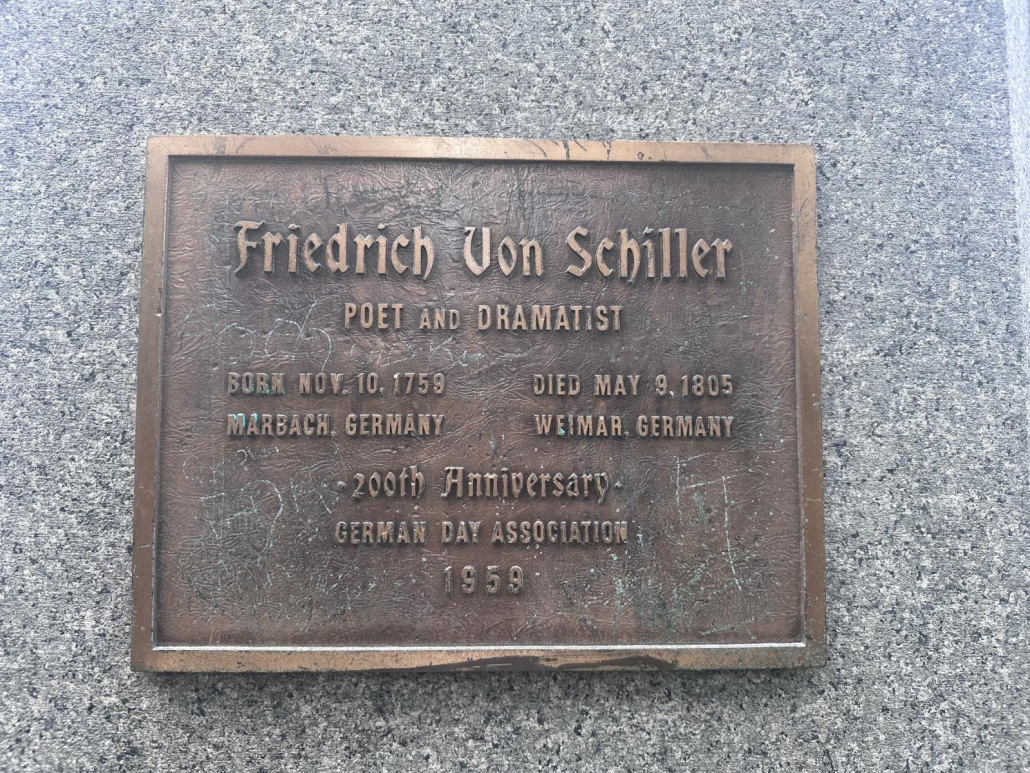 Friedrich Von Schiller
POET AND DRAMATIST
BORN NOV. 10, 1759 DIED MAY 9, 1805
MARBACH, GERMANY WEIMAR, GERMANY
200th Anniversary
GERMAN DAY ASSOCIATION
1959